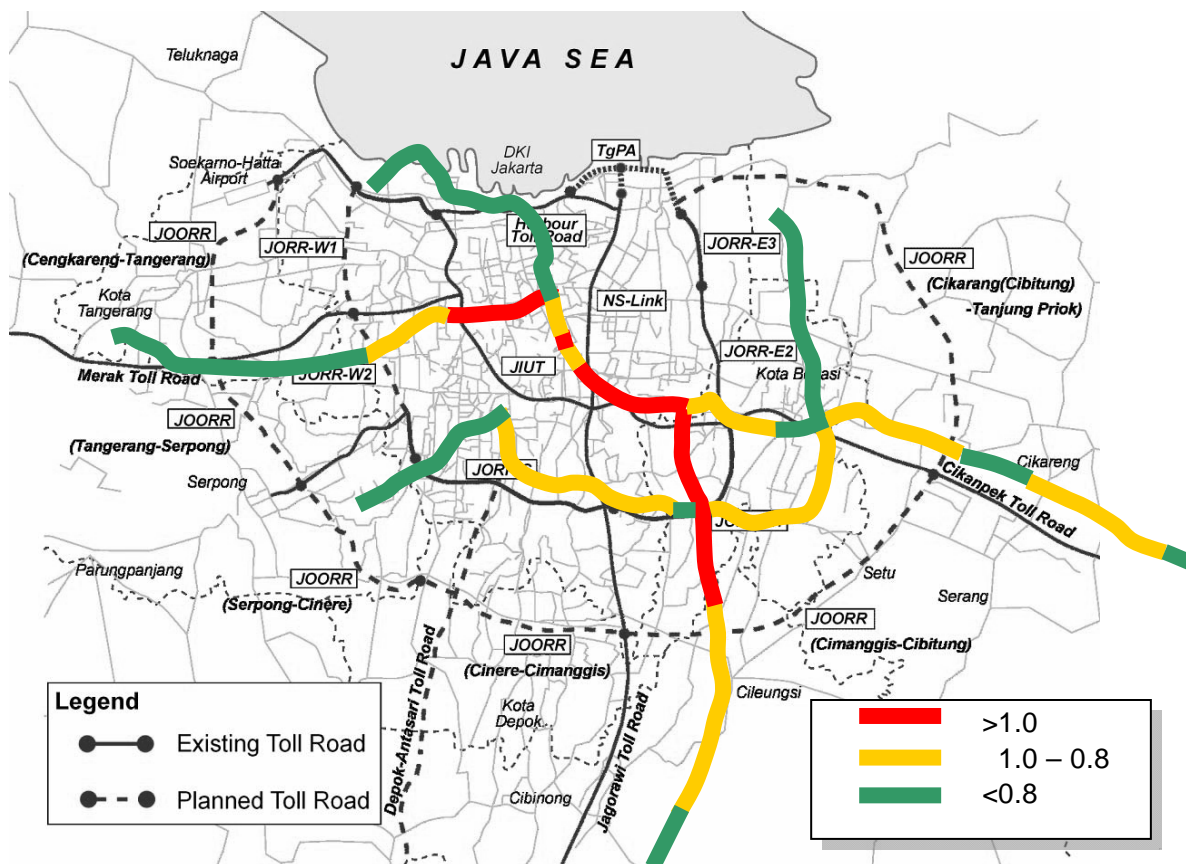 JAVA SEA
Teluknaga
DKI
Jakarta
TgPA
Soekarno-Hatta
Airport
JOORR
(Cengkareng-Tangerang)
JORR-W1
Harbour
Toll Road
JORR-E3
JOORR
(Cikarang(Cibitung)
-Tanjung Priok)
Kota
Tangerang
NS-Link
Merak Toll Road
JORR-W2
JIUT
JORR-E2
Kota Bekasi
JOORR
(Tangerang-Serpong)
Serpong
Cikareng
Cikanpek Toll Road
Parungpanjang
JOORR
(Serpong-Cinere)
Setu
Serang
JOORR
(Cimanggis-Cibitung)
JOORR
(Cinere-Cimanggis)
Cileungsi
Kota
Depok
Depok-Antasari Toll Road
Jagorawi Toll Road
Cibinong
Legend
Existing Toll Road
Planned Toll Road
>1.0
1.0 – 0.8
<0.8